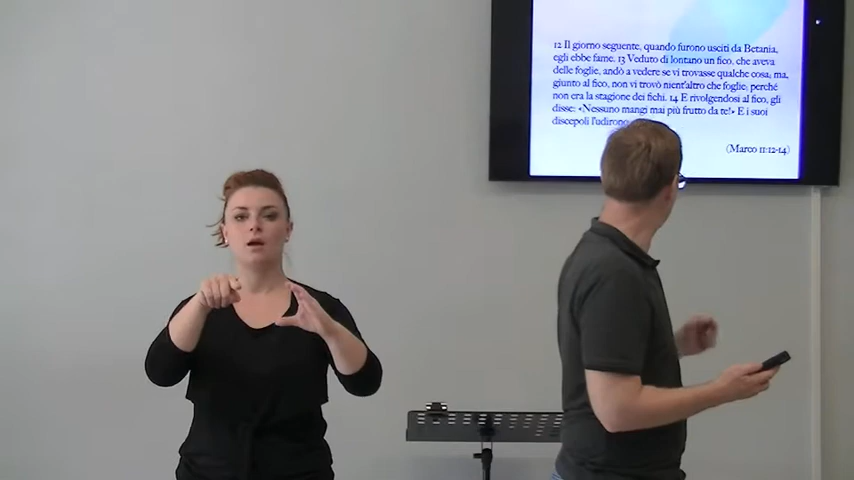 12 Il giorno seguente, quando furono usciti da Betania,
egli ebbe fame. 13 Veduto di lontano un fico, che aveva
delle foglie, andò a vedere se vi trovasse qualche cosa; ma,
giunto al fico, non vi trovò nient'altro che foglie; perché
non era la stagione dei fichi. 14 E rivolgendosi al fico, gli
disse: «Nessuno mangi mai più frutto da te!» E i suoi
discepoli l'udirono.
(Marco 11:12-14)